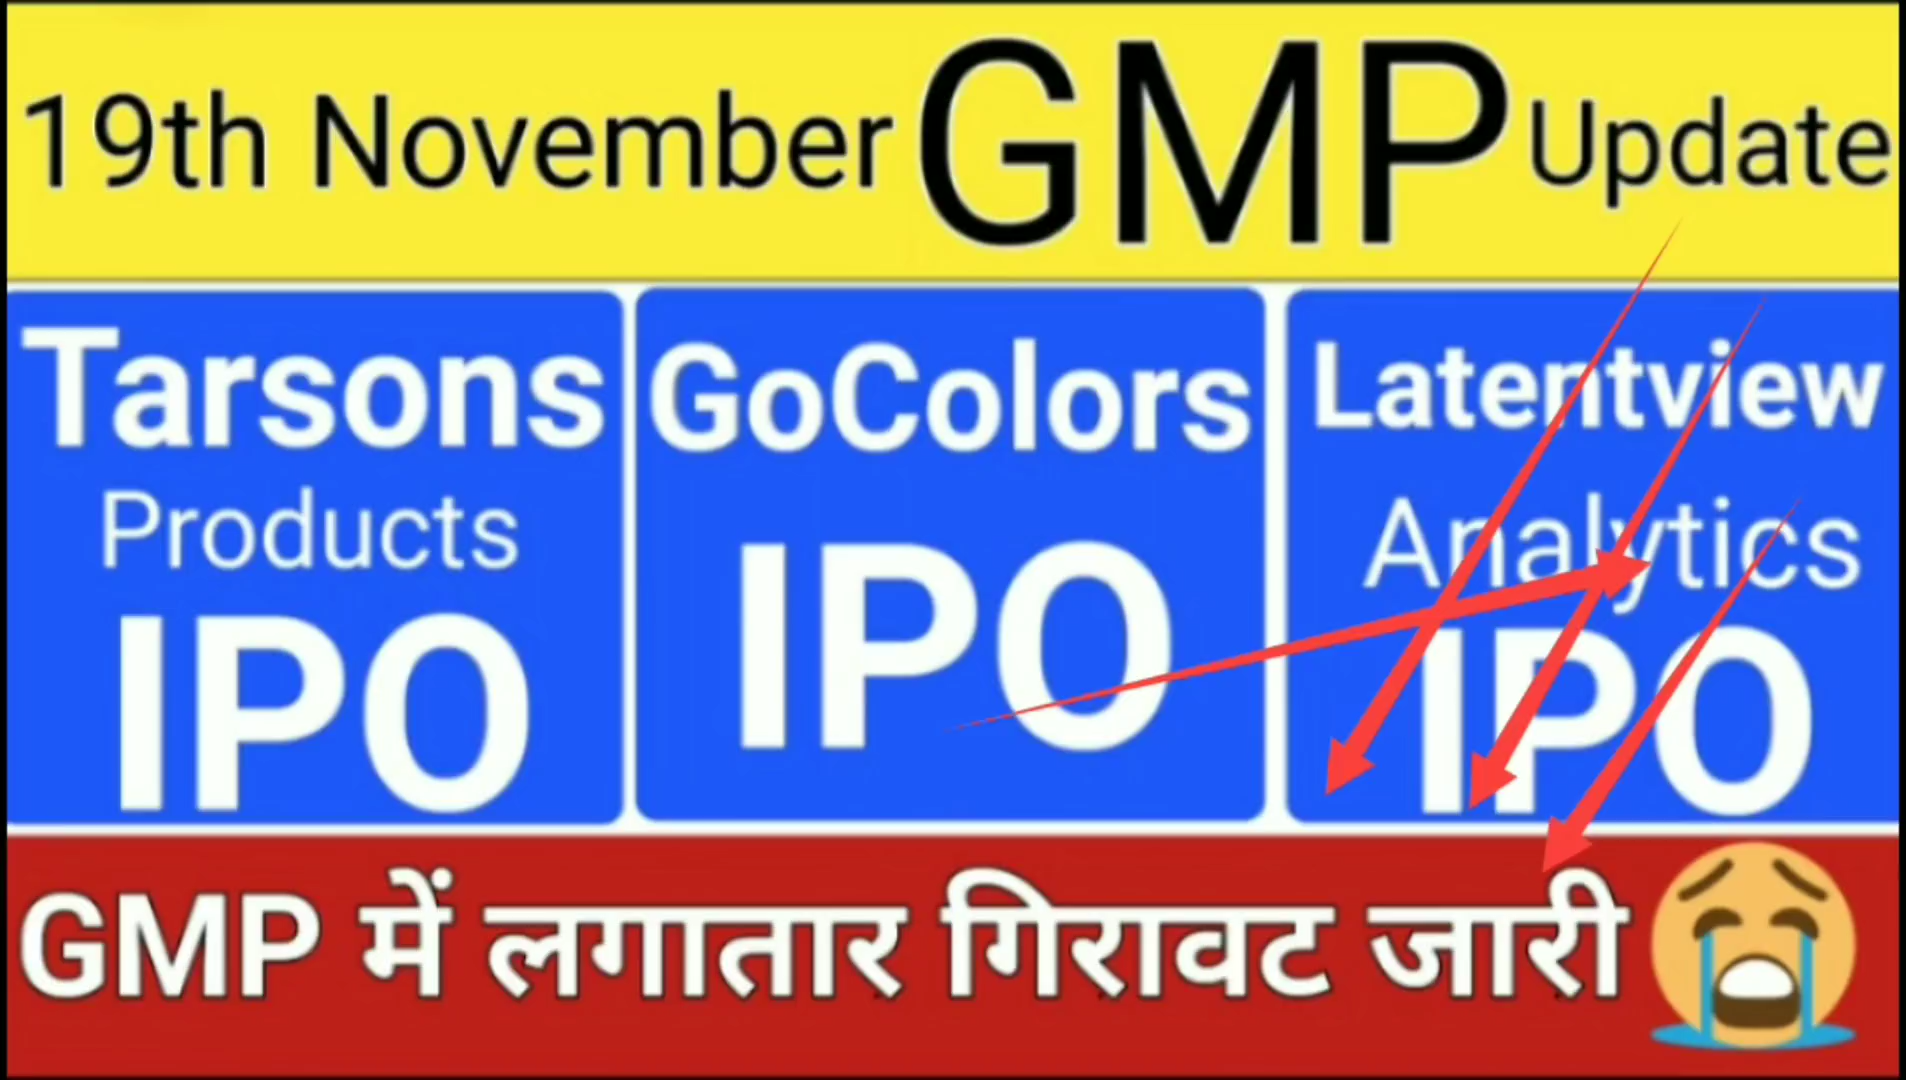 19th November GMP Update
Tarsons
Products
IPO
GoColors
IPO
Latentview
Analytics
IPO
GMP में लगातार गिरावट जारी